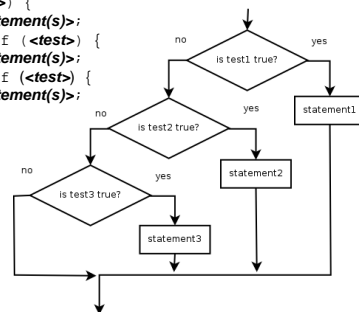 >) {
tement(s)>;
f (<test>) {
tement(s)>;
f (<test>) {
tement(s)>;
no
yes
is test1 true?
statement1
no
yes
is test2 true?
statement2
no
yes
is test3 true?
statement3